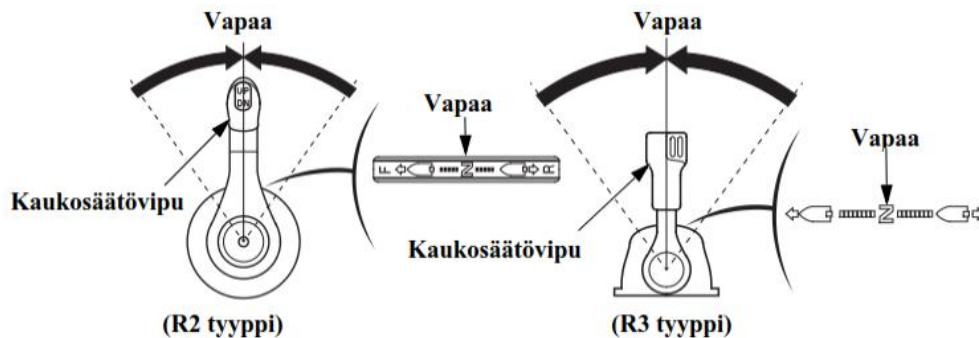 Vapaa
Vapaa
UP
DN
Vapaa
Vapaa
Kaukosäätövipu
F N R
N
Kaukosäätövipu
(R2 tyyppi)
(R3 tyyppi)